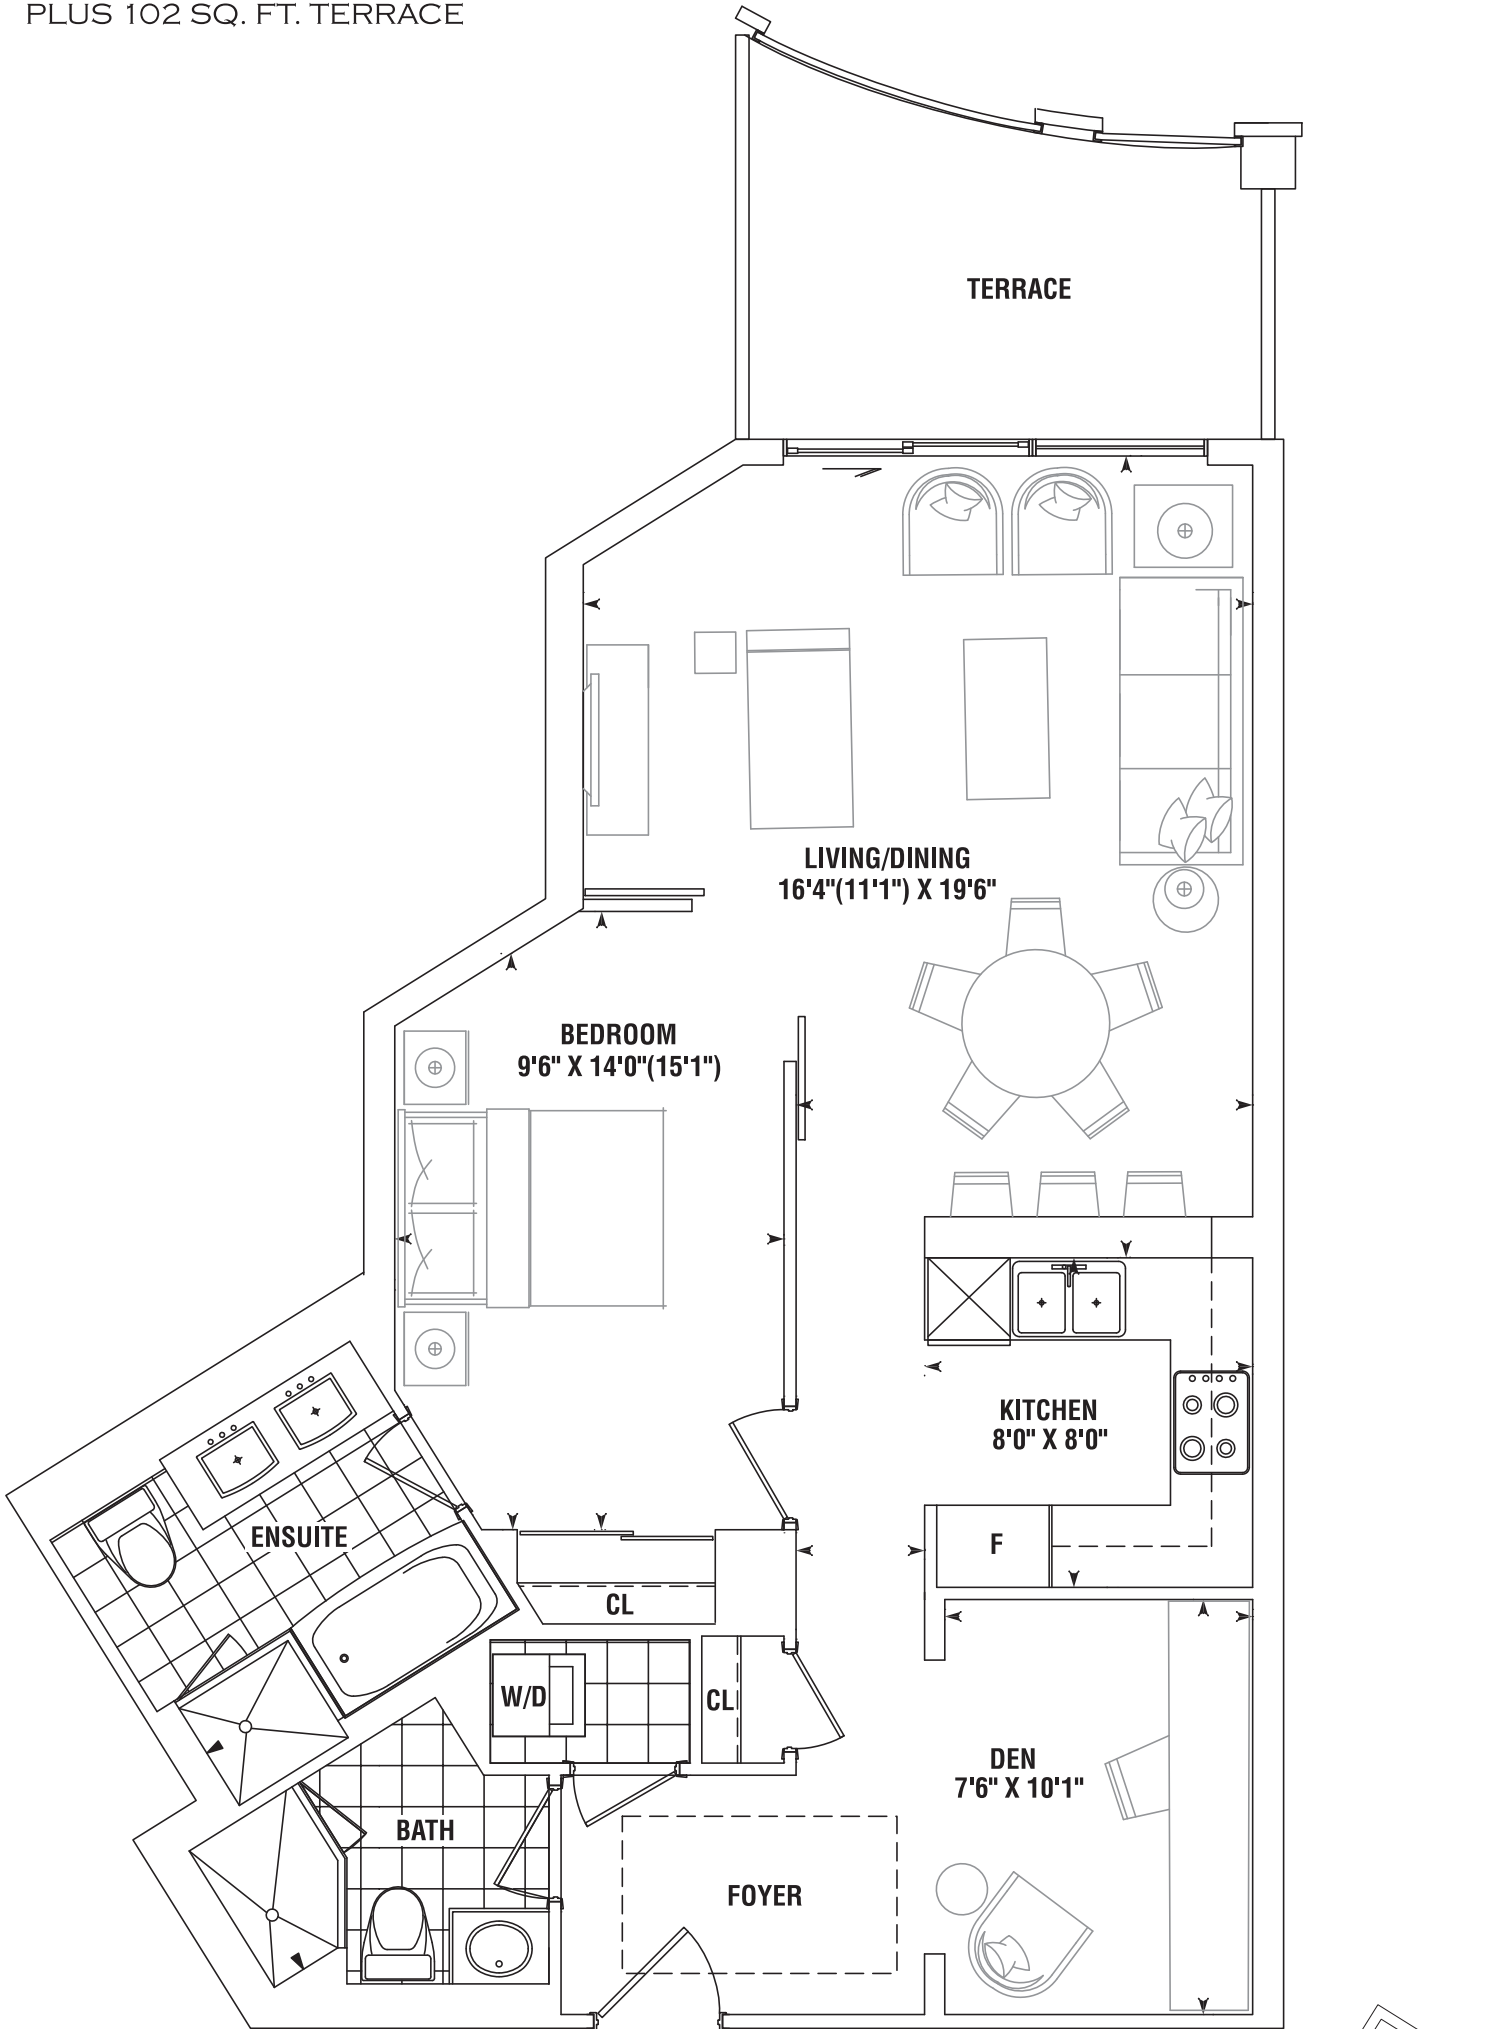 PLUS 102 SQ. FT. TERRACE
TERRACE
LIVING/DINING
16'4"(11'1") X 19'6"
BEDROOM
9'6" X 14'0"(15'1")
KITCHEN
8'0" X 8'0"
ENSUITE
F
CL
W/D
CL
DEN
7'6" X 10'1"
BATH
FOYER